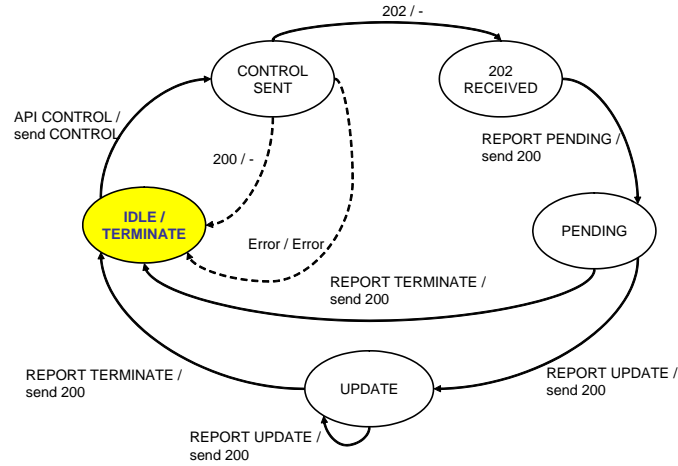 202 / -
CONTROL
SENT
202
RECEIVED
API CONTROL /
send CONTROL
REPORT PENDING /
send 200
200 / -
IDLE /
TERMINATE
Error / Error
PENDING
REPORT TERMINATE /
send 200
REPORT TERMINATE /
send 200
UPDATE
REPORT UPDATE /
send 200
REPORT UPDATE /
send 200